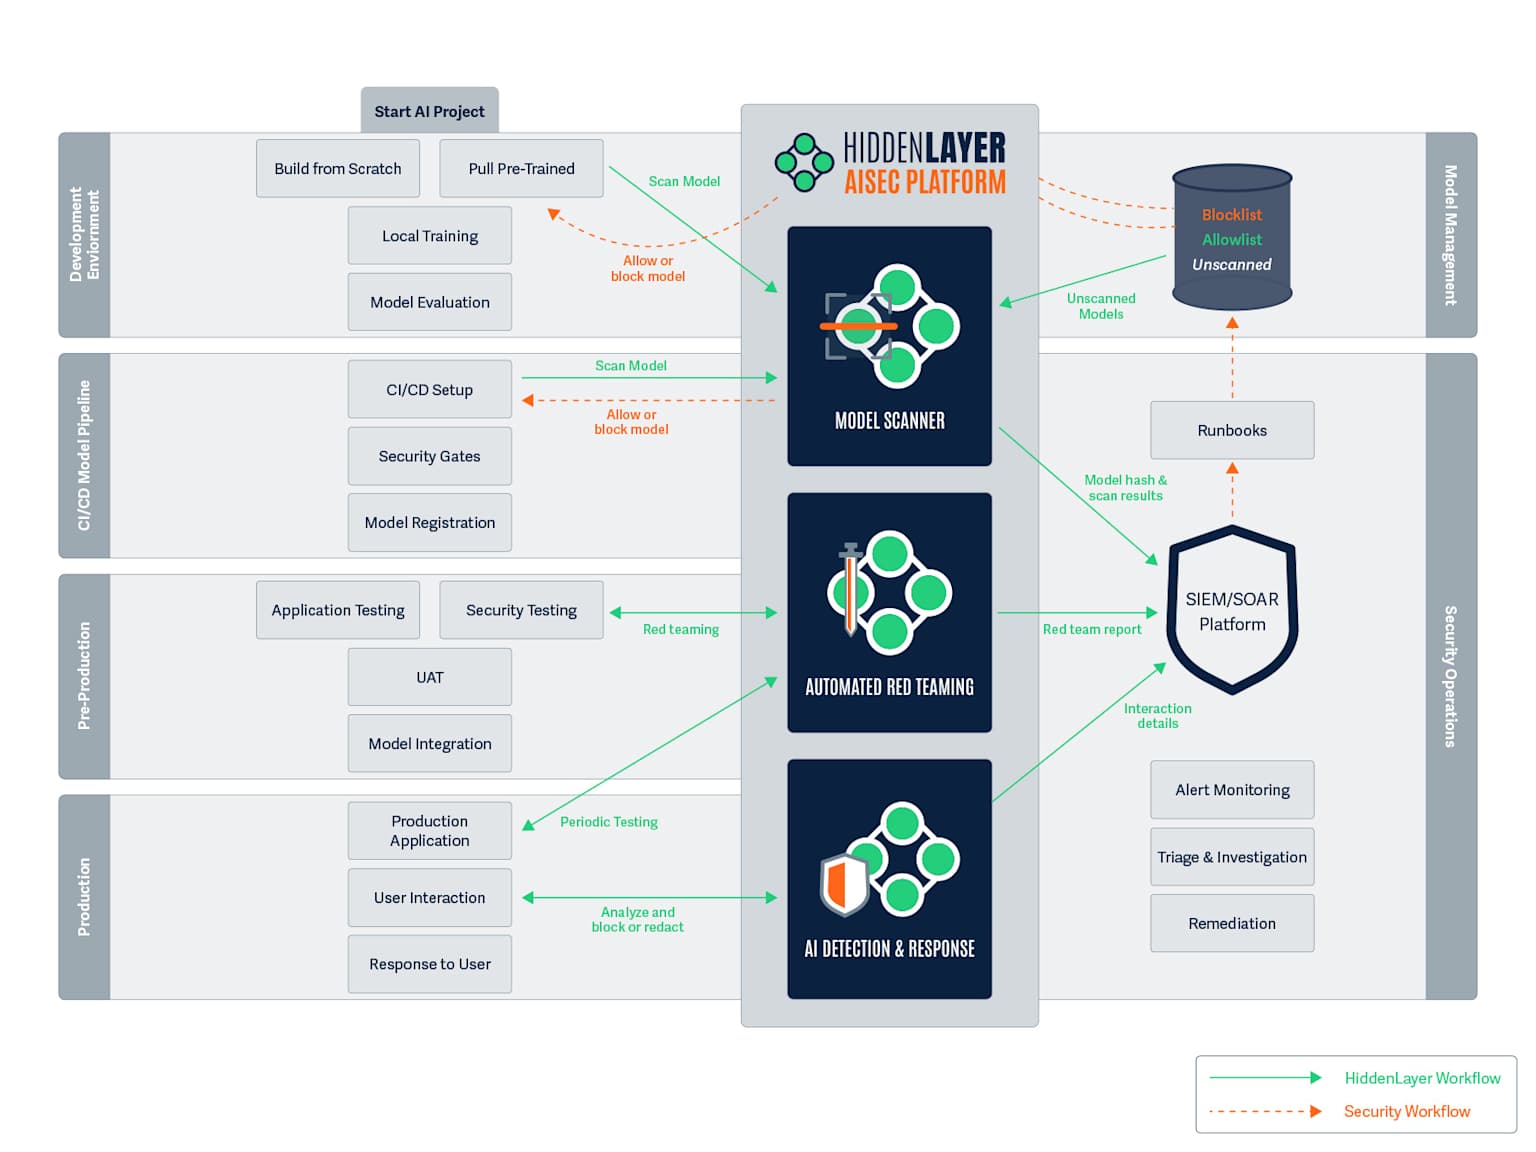 Start AI Project
Development
Enviornment
Build from Scratch
Pull Pre-Trained
Local Training
Model Evaluation
Scan Model
Allow or
block model
HIDDENLAYER
AISEC PLATFORM
Blocklist
Allowlist
Unscanned
Unscanned
Models
Model Management
CI/CD Model Pipeline
CI/CD Setup
Security Gates
Model Registration
Scan Model
Allow or
block model
MODEL SCANNER
Runbooks
Model hash &
scan results
Pre-Production
Application Testing
Security Testing
UAT
Model Integration
Red teaming
AUTOMATED RED TEAMING
Red team report
SIEM/SOAR
Platform
Interaction
details
Security Operations
Production
Production
Application
User Interaction
Response to User
Periodic Testing
Analyze and
block or redact
AI DETECTION & RESPONSE
Alert Monitoring
Triage & Investigation
Remediation
HiddenLayer Workflow
Security Workflow